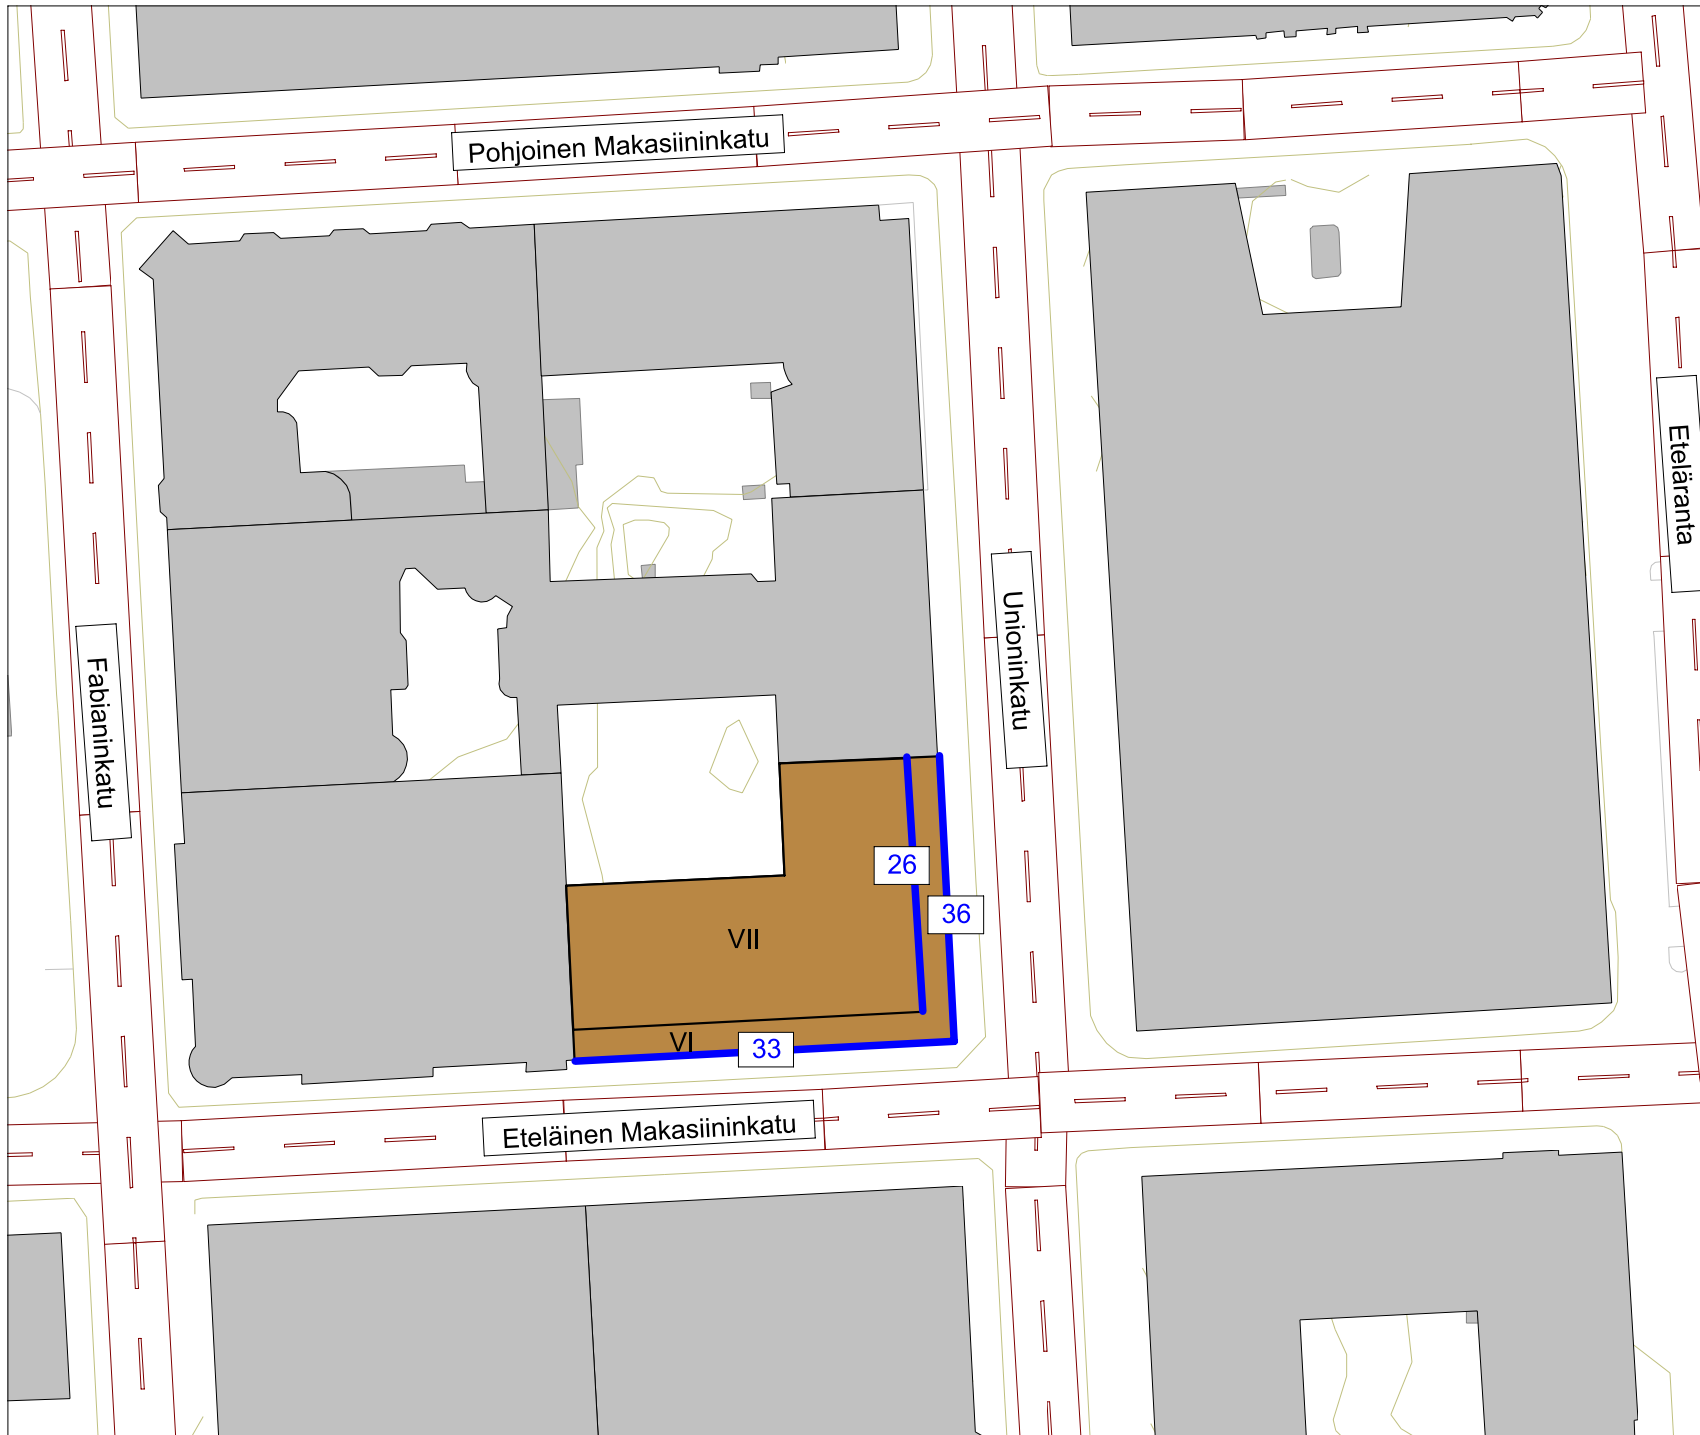 Pohjoinen Makasiininkatu
Eteläranta
Unioninkatu
Fabianinkatu
26
36
VII
VI
33
Eteläinen Makasiininkatu